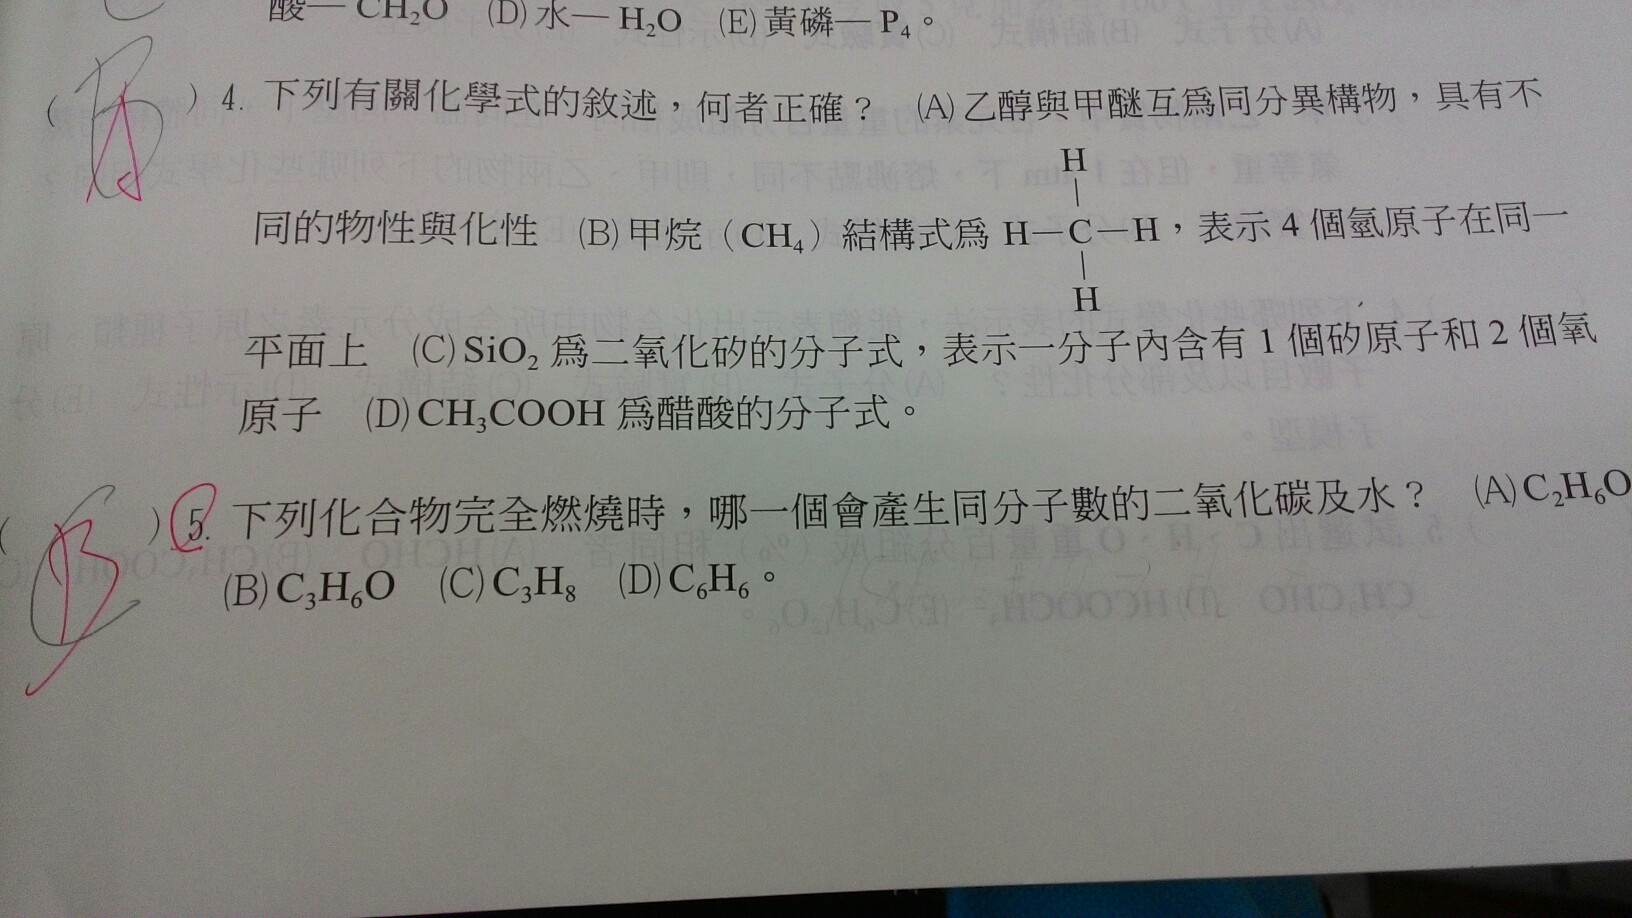 酸— CH₂O (D)水— H₂O (E)黃磷— P₄。
( A ) 4. 下列有關化學式的敘述，何者正確？ (A)乙醇與甲醚互為同分異構物，具有不
H
|
同的物性與化性 (B)甲烷（CH₄）結構式為 H—C—H，表示 4 個氫原子在同一
|
H
平面上 (C)SiO₂ 為二氧化矽的分子式，表示一分子內含有 1 個矽原子和 2 個氧
原子 (D)CH₃COOH 為醋酸的分子式。
( B ) 5. 下列化合物完全燃燒時，哪一個會產生同分子數的二氧化碳及水？ (A)C₂H₆O
(B)C₃H₆O (C)C₃H₈ (D)C₆H₆。